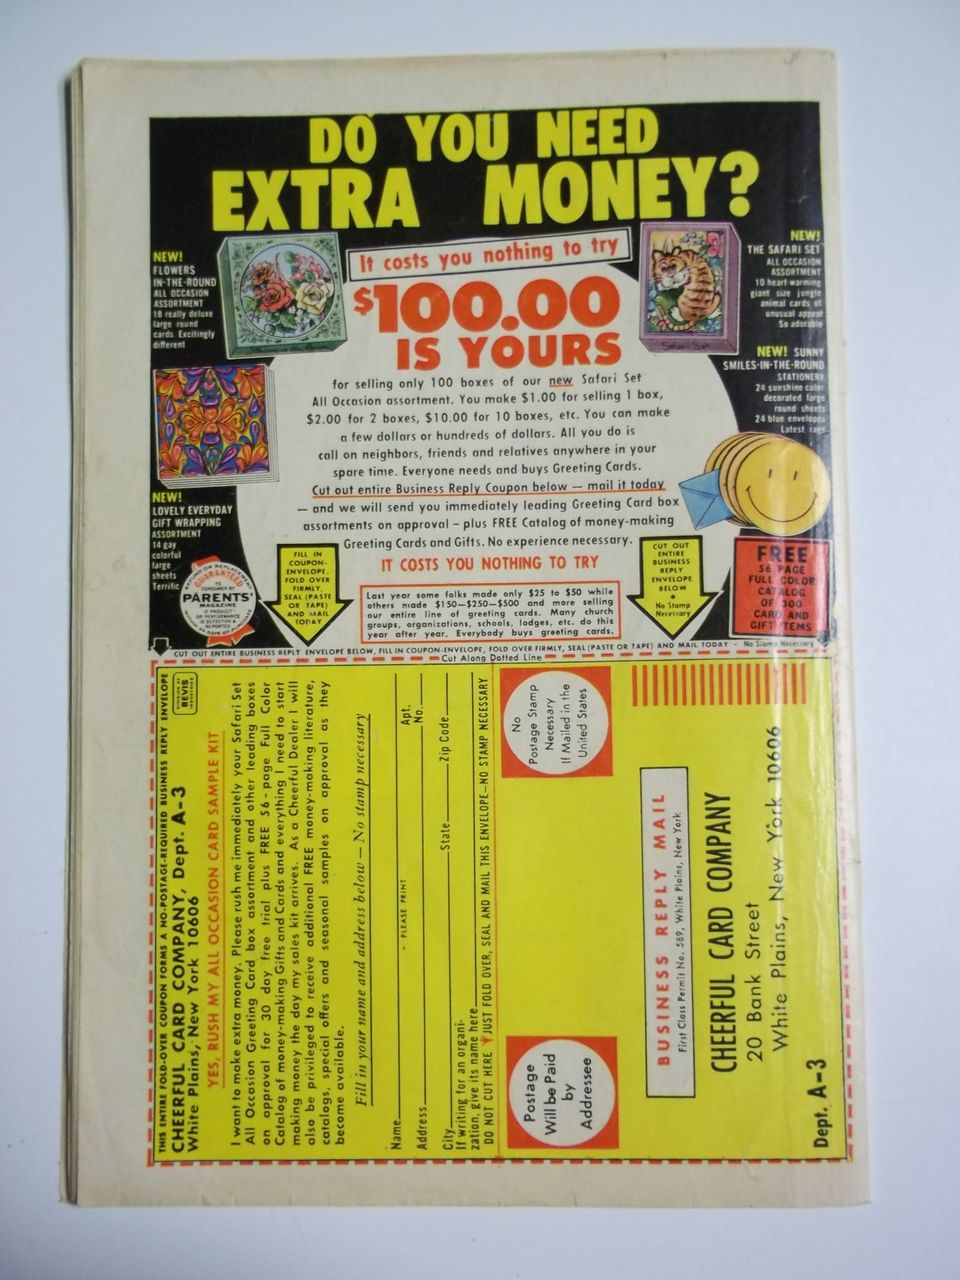 DO YOU NEED
EXTRA MONEY?
It costs you nothing to try
$100.00
IS YOURS
NEW!
FLOWERS
IN-THE-ROUND
ALL OCCASION
ASSORTMENT
18 really deluxe
large round
cards Excitingly
different
NEW!
THE SAFARI SET
ALL OCCASION
ASSORTMENT
10 heart warming
giant size jungle
animal cards of
unusual appeal
So adorable
Safari Set
NEW! SUNNY
SMILES-IN-THE-ROUND
STATIONERY
24 sunshine color
decorated large
round sheets
24 blue envelopes
Latest rage
for selling only 100 boxes of our new Safari Set
All Occasion assortment. You make $1.00 for selling 1 box,
$2.00 for 2 boxes, $10.00 for 10 boxes, etc. You can make
a few dollars or hundreds of dollars. All you do is
call on neighbors, friends and relatives anywhere in your
spare time. Everyone needs and buys Greeting Cards.
Cut out entire Business Reply Coupon below — mail it today
— and we will send you immediately leading Greeting Card box
assortments on approval – plus FREE Catalog of money-making
Greeting Cards and Gifts. No experience necessary.
IT COSTS YOU NOTHING TO TRY
NEW!
LOVELY EVERYDAY
GIFT WRAPPING
ASSORTMENT
14 gay
colorful
large
sheets
Terrific
REFUND OR REPLACEMENT
GUARANTEED
TO
CONSUMER BY
PARENTS'
MAGAZINE
IF PRODUCT
OR PERFORMANCE
IS DEFECTIVE &
REPORTED
FILL IN
COUPON-
ENVELOPE,
FOLD OVER
FIRMLY,
SEAL (PASTE
OR TAPE)
AND MAIL
TODAY
Last year some folks made only $25 to $50 while
others made $150—$250—$500 and more selling
our entire line of greeting cards. Many church
groups, organizations, schools, lodges, etc. do this
year after year. Everybody buys greeting cards.
CUT OUT
ENTIRE
BUSINESS
REPLY
ENVELOPE
BELOW
•
No Stamp
Necessary
FREE
56 PAGE
FULL COLOR
CATALOG
OF 300
CARD AND
GIFT ITEMS
CUT OUT ENTIRE BUSINESS REPLY ENVELOPE BELOW, FILL IN COUPON-ENVELOPE, FOLD OVER FIRMLY, SEAL (PASTE OR TAPE) AND MAIL TODAY - No Stamp Necessary
Cut Along Dotted Line
THIS ENTIRE FOLD-OVER COUPON FORMS A NO-POSTAGE-REQUIRED BUSINESS REPLY ENVELOPE
CHEERFUL CARD COMPANY, Dept. A-3
White Plains, New York 10606
DIVISION OF
BEVIS
INDUSTRIES
YES, RUSH MY ALL OCCASION CARD SAMPLE KIT
I want to make extra money. Please rush me immediately your Safari Set
All Occasion Greeting Card box assortment and other leading boxes
on approval for 30 day free trial plus FREE 56-page Full Color
Catalog of money-making Gifts and Cards and everything I need to start
making money the day my sales kit arrives. As a Cheerful Dealer I will
also be privileged to receive additional FREE money-making literature,
catalogs, special offers and seasonal samples on approval as they
become available.
Fill in your name and address below — No stamp necessary
Name
- PLEASE PRINT
Address
Apt.
No.
City
State
Zip Code
If writing for an organi-
zation, give its name here
DO NOT CUT HERE JUST FOLD OVER, SEAL AND MAIL THIS ENVELOPE—NO STAMP NECESSARY
Postage
Will be Paid
by
Addressee
No
Postage Stamp
Necessary
If Mailed in the
United States
BUSINESS REPLY MAIL
First Class Permit No. 589, White Plains, New York
CHEERFUL CARD COMPANY
20 Bank Street
White Plains, New York 10606
Dept. A-3